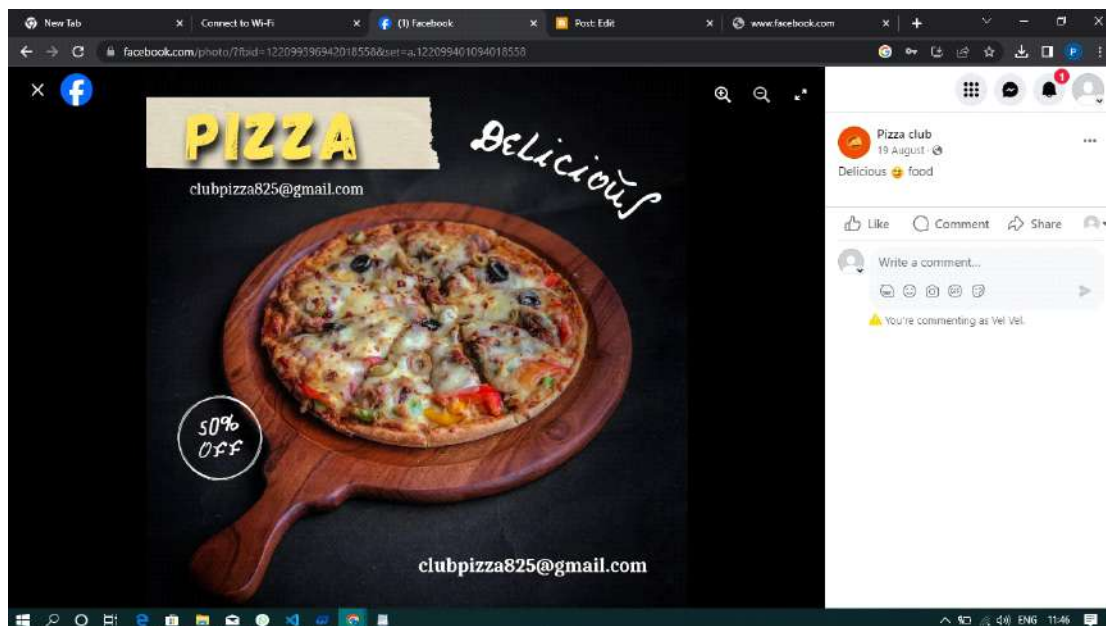 New Tab
Connect to Wi-Fi
(1) Facebook
Post: Edit
www.facebook.com
facebook.com/photo/?fbid=122099396942018558&set=a.122099401094018558
PIZZA
DELICIOUS
clubpizza825@gmail.com
50%
OFF
clubpizza825@gmail.com
1
P
Pizza club
19 August
Delicious 😋 food
Like
Comment
Share
Write a comment...
GIF
You're commenting as Vel Vel.
ENG
11:46